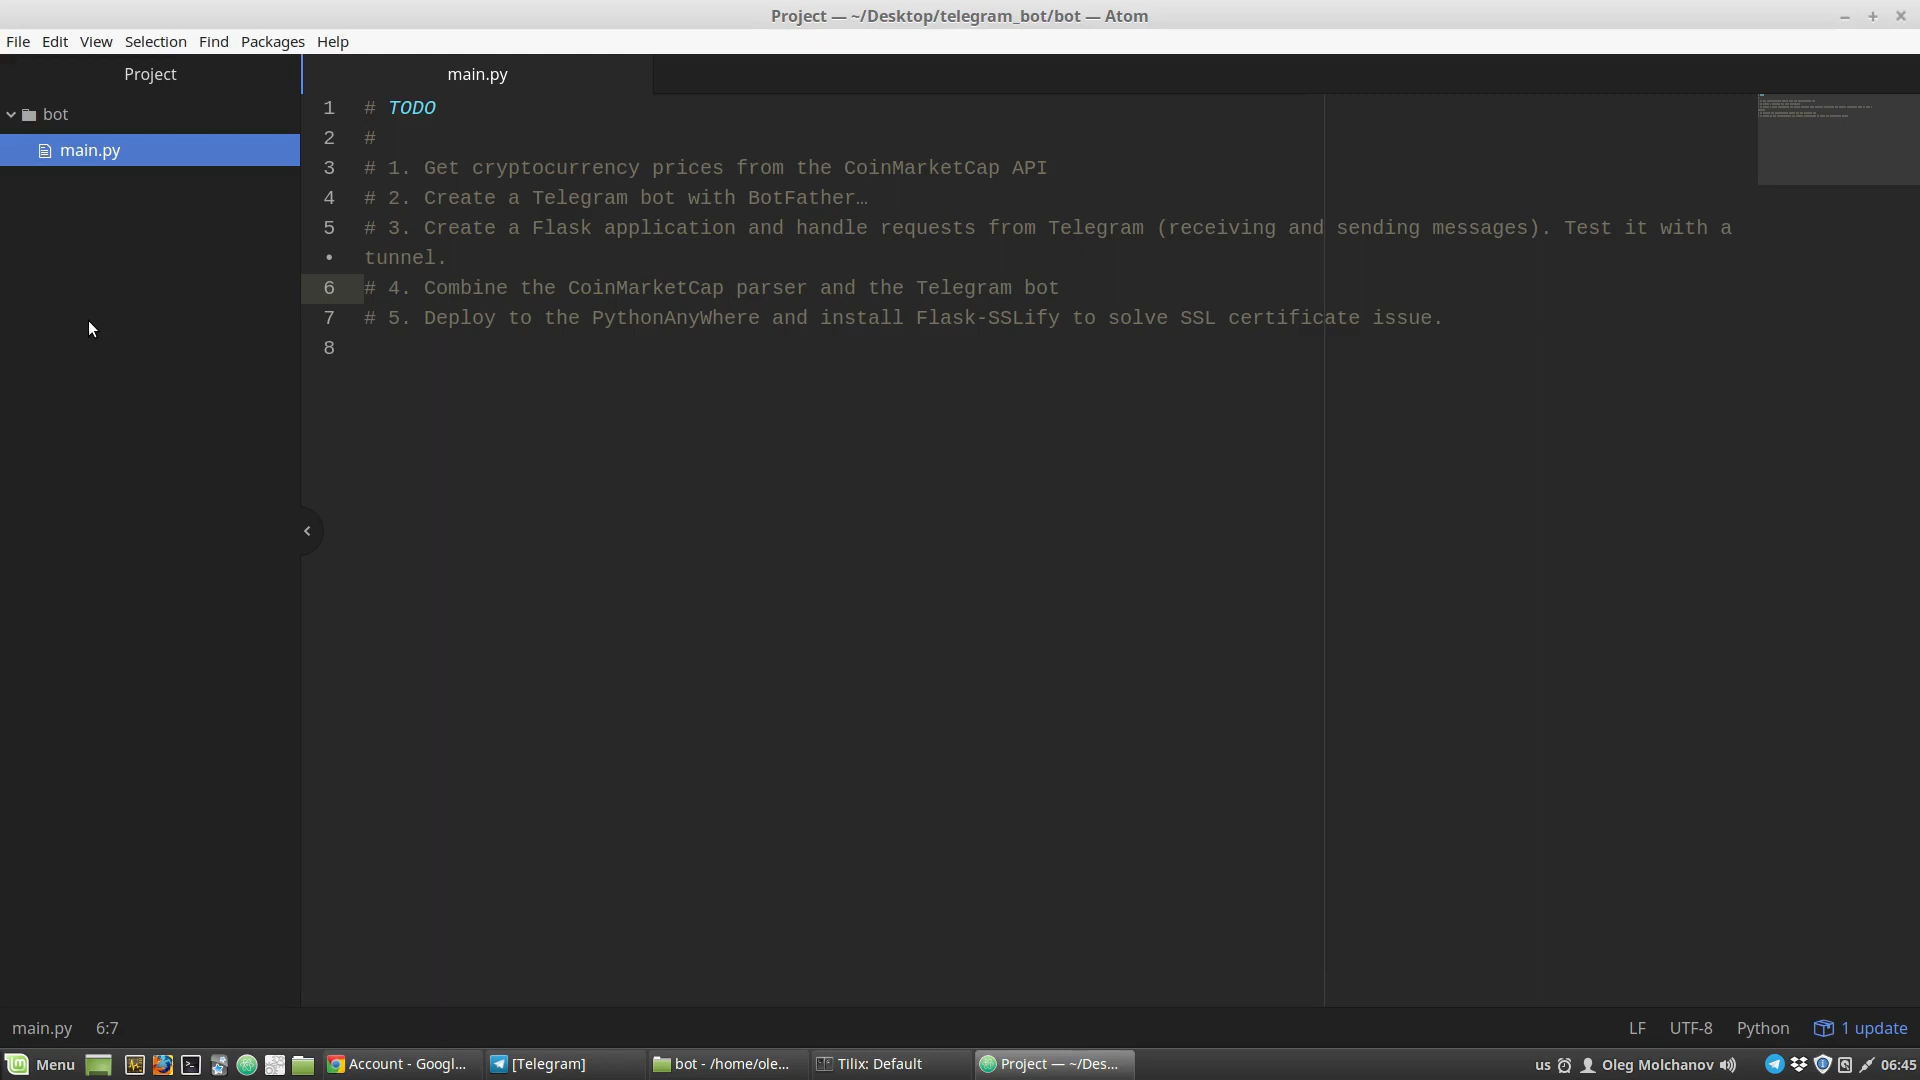 Project — ~/Desktop/telegram_bot/bot — Atom
File Edit View Selection Find Packages Help
Project
main.py
bot
main.py
1 # TODO
2 #
3 # 1. Get cryptocurrency prices from the CoinMarketCap API
4 # 2. Create a Telegram bot with BotFather…
5 # 3. Create a Flask application and handle requests from Telegram (receiving and sending messages). Test it with a
• tunnel.
6 # 4. Combine the CoinMarketCap parser and the Telegram bot
7 # 5. Deploy to the PythonAnyWhere and install Flask-SSLify to solve SSL certificate issue.
8
main.py 6:7 LF UTF-8 Python 1 update
Menu Account - Googl... [Telegram] bot - /home/ole... Tilix: Default Project — ~/Des... us Oleg Molchanov 06:45